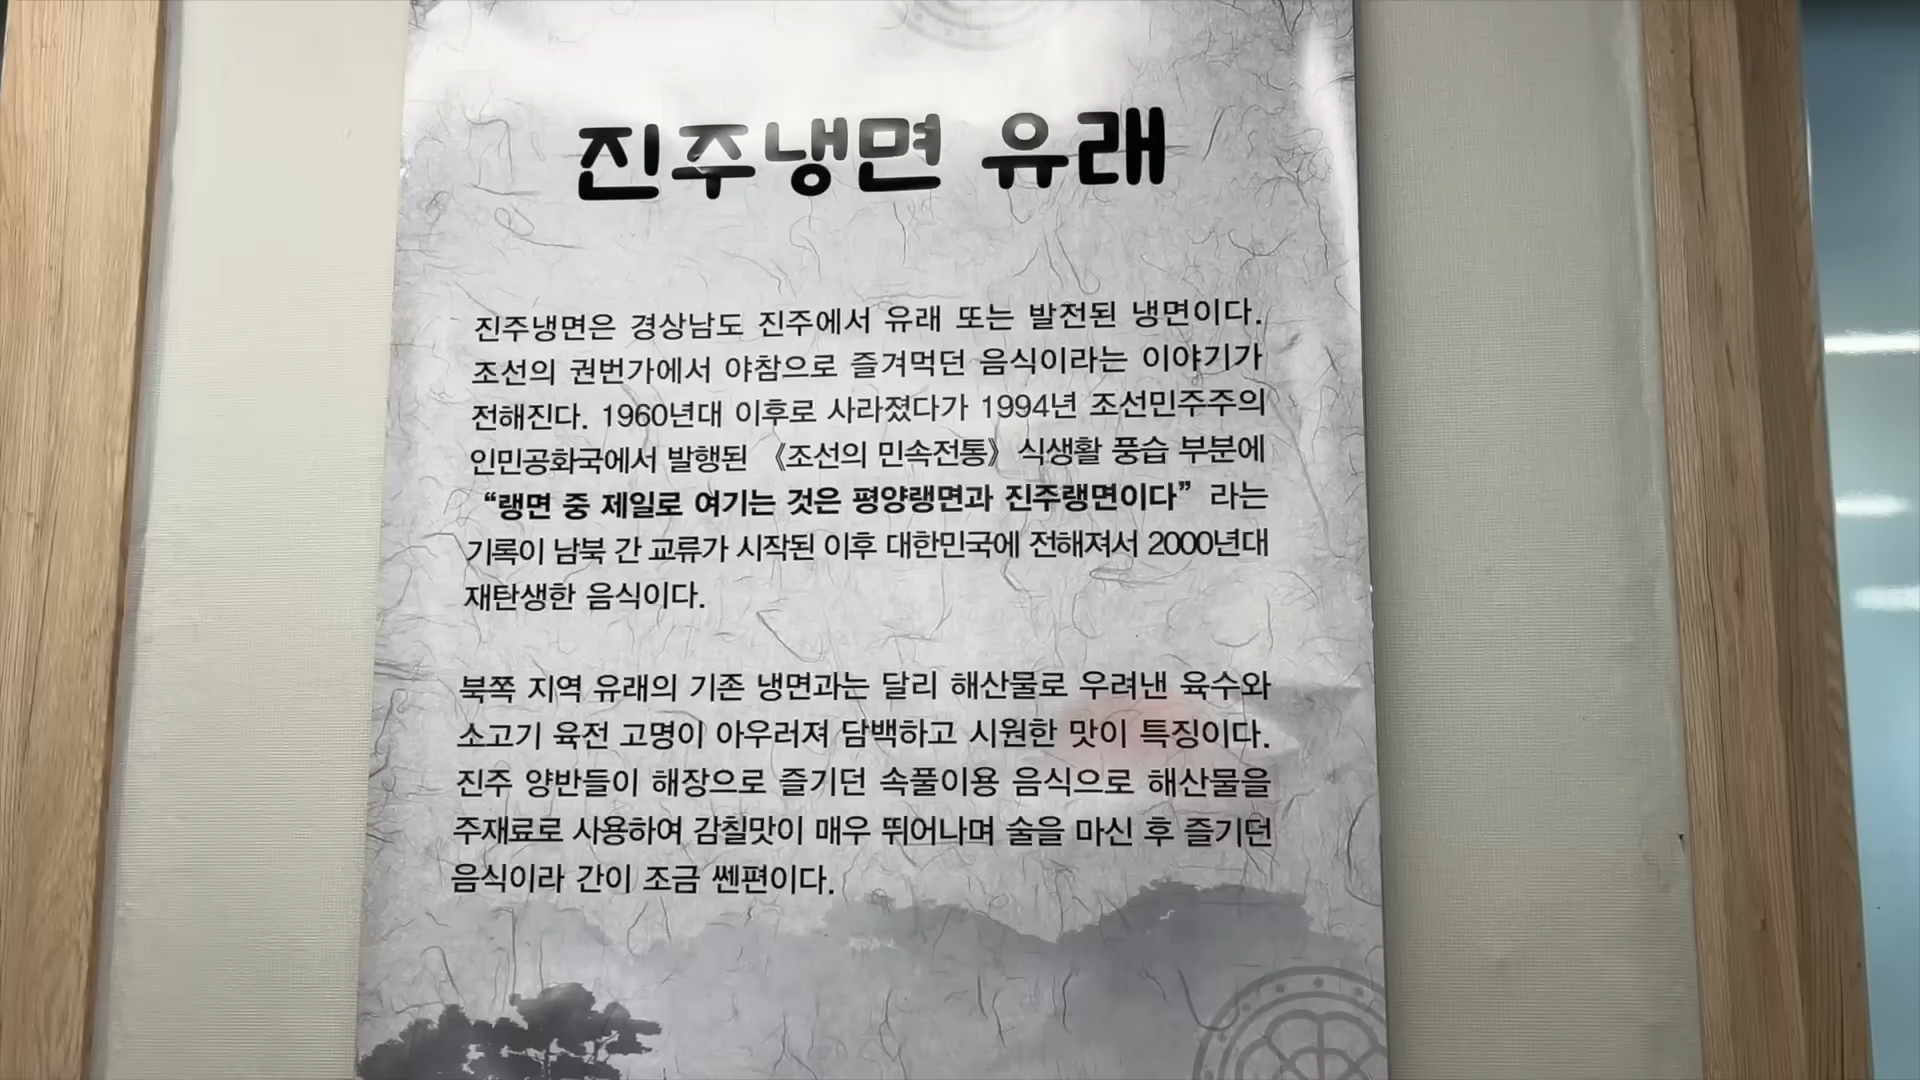 진주냉면 유래
진주냉면은 경상남도 진주에서 유래 또는 발전된 냉면이다.
조선의 권번가에서 야참으로 즐겨먹던 음식이라는 이야기가
전해진다. 1960년대 이후로 사라졌다가 1994년 조선민주주의
인민공화국에서 발행된 《조선의 민속전통》 식생활 풍습 부분에
“랭면 중 제일로 여기는 것은 평양랭면과 진주랭면이다” 라는
기록이 남북 간 교류가 시작된 이후 대한민국에 전해져서 2000년대
재탄생한 음식이다.
북쪽 지역 유래의 기존 냉면과는 달리 해산물로 우려낸 육수와
소고기 육전 고명이 아우러져 담백하고 시원한 맛이 특징이다.
진주 양반들이 해장으로 즐기던 속풀이용 음식으로 해산물을
주재료로 사용하여 감칠맛이 매우 뛰어나며 술을 마신 후 즐기던
음식이라 간이 조금 쎈편이다.